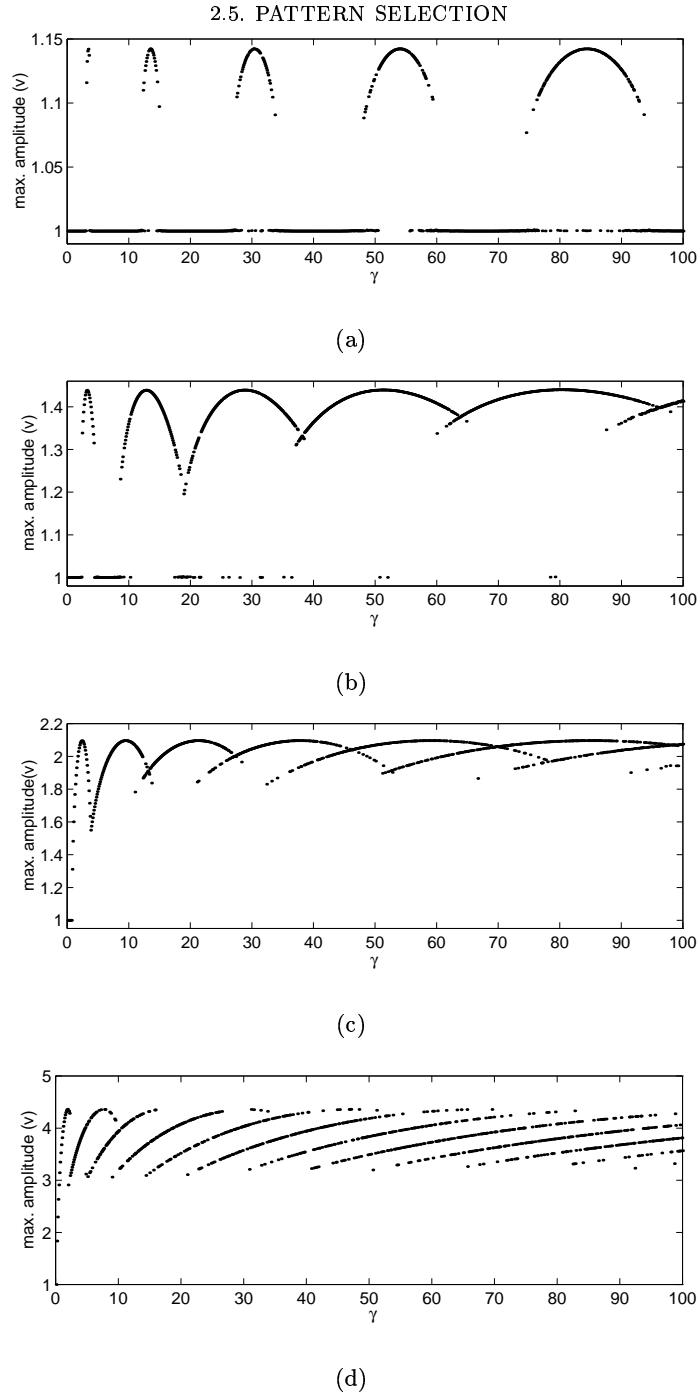 2.5. PATTERN SELECTION
1.15
1.1
1.05
1
max. amplitude (v)
0 10 20 30 40 50 60 70 80 90 100
γ
(a)
1.4
1.3
1.2
1.1
1
max. amplitude (v)
0 10 20 30 40 50 60 70 80 90 100
γ
(b)
2.2
2
1.8
1.6
1.4
1.2
1
max. amplitude(v)
0 10 20 30 40 50 60 70 80 90 100
γ
(c)
5
4
3
2
1
max. amplitude (v)
0 10 20 30 40 50 60 70 80 90 100
γ
(d)